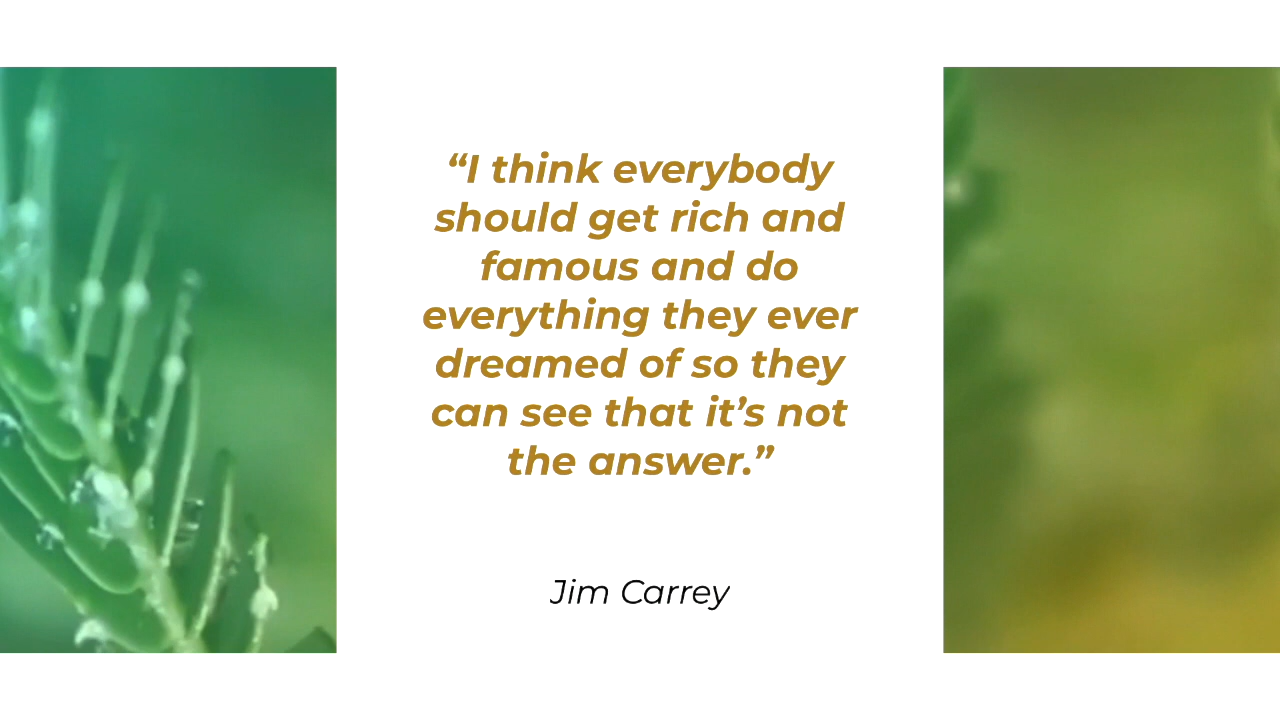 “I think everybody
should get rich and
famous and do
everything they ever
dreamed of so they
can see that it’s not
the answer.”
Jim Carrey